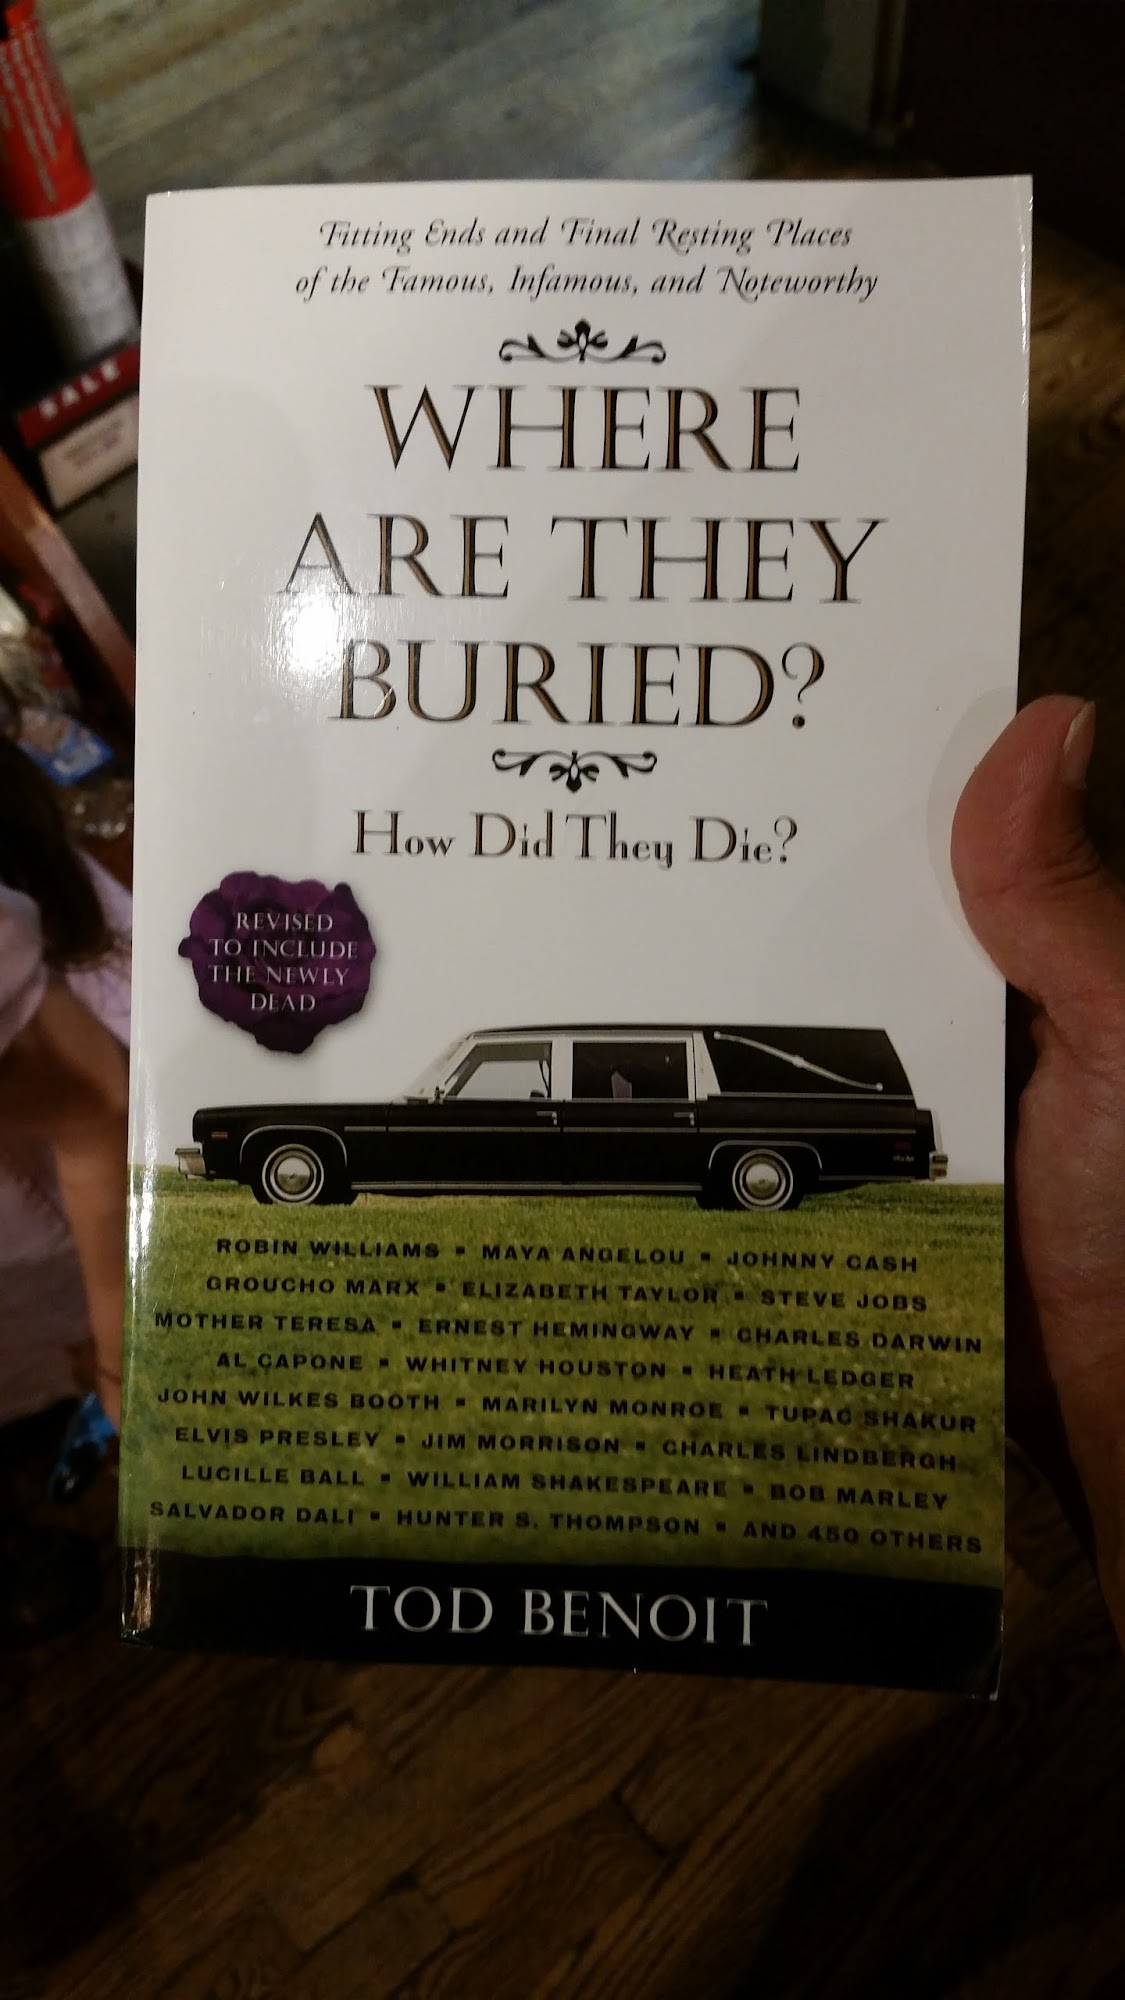 Fitting Ends and Final Resting Places
of the Famous, Infamous, and Noteworthy
WHERE
ARE THEY
BURIED?
How Did They Die?
REVISED
TO INCLUDE
THE NEWLY
DEAD
ROBIN WILLIAMS ▪ MAYA ANGELOU ▪ JOHNNY CASH
GROUCHO MARX ▪ ELIZABETH TAYLOR ▪ STEVE JOBS
MOTHER TERESA ▪ ERNEST HEMINGWAY ▪ CHARLES DARWIN
AL CAPONE ▪ WHITNEY HOUSTON ▪ HEATH LEDGER
JOHN WILKES BOOTH ▪ MARILYN MONROE ▪ TUPAC SHAKUR
ELVIS PRESLEY ▪ JIM MORRISON ▪ CHARLES LINDBERGH
LUCILLE BALL ▪ WILLIAM SHAKESPEARE ▪ BOB MARLEY
SALVADOR DALI ▪ HUNTER S. THOMPSON ▪ AND 450 OTHERS
TOD BENOIT
SALE